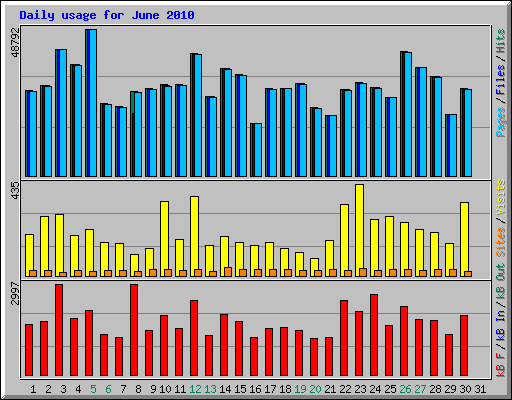 Daily usage for June 2010
48792
Pages / Files / Hits
435
Sites / Visits
2997
kB F / kB In / kB Out
1 2 3 4 5 6 7 8 9 10 11 12 13 14 15 16 17 18 19 20 21 22 23 24 25 26 27 28 29 30 31